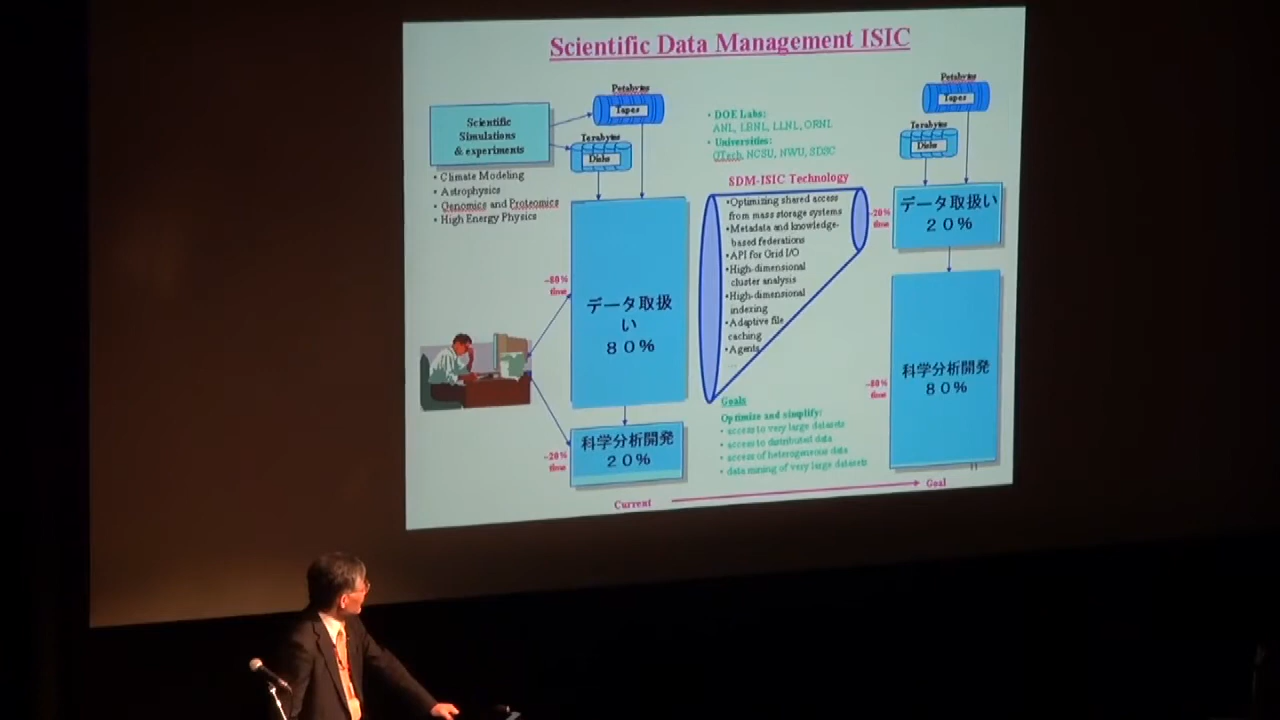 Scientific Data Management ISIC
Scientific
Simulations
& experiments
Petabytes
Tapes
Terabytes
Disks
• Climate Modeling
• Astrophysics
• Genomics and Proteomics
• High Energy Physics
~80%
time
データ取扱
い
80%
~20%
time
科学分析開発
20%
• DOE Labs:
ANL, LBNL, LLNL, ORNL
• Universities:
GTech, NCSU, NWU, SDSC
SDM-ISIC Technology
•Optimizing shared access
from mass storage systems
•Metadata and knowledge-
based federations
•API for Grid I/O
•High-dimensional
cluster analysis
•High-dimensional
indexing
•Adaptive file
caching
•Agents
...
Goals
Optimize and simplify:
• access to very large datasets
• access to distributed data
• access of heterogeneous data
• data mining of very large datasets
Petabytes
Tapes
Terabytes
Disks
~20%
time
データ取扱い
20%
~80%
time
科学分析開発
80%
11
Current
Goal